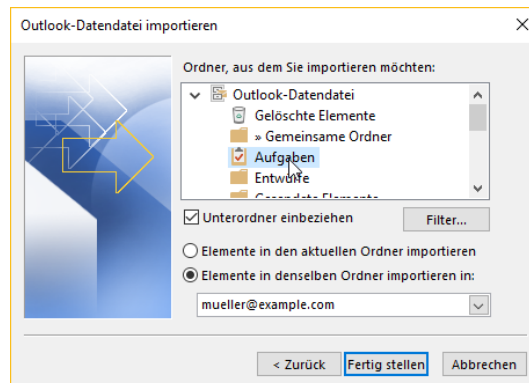 Outlook-Datendatei importieren
Ordner, aus dem Sie importieren möchten:
Outlook-Datendatei
Gelöschte Elemente
» Gemeinsame Ordner
Aufgaben
Entwürfe
Gesendete Elemente
Unterordner einbeziehen
Filter...
Elemente in den aktuellen Ordner importieren
Elemente in denselben Ordner importieren in:
mueller@example.com
< Zurück
Fertig stellen
Abbrechen